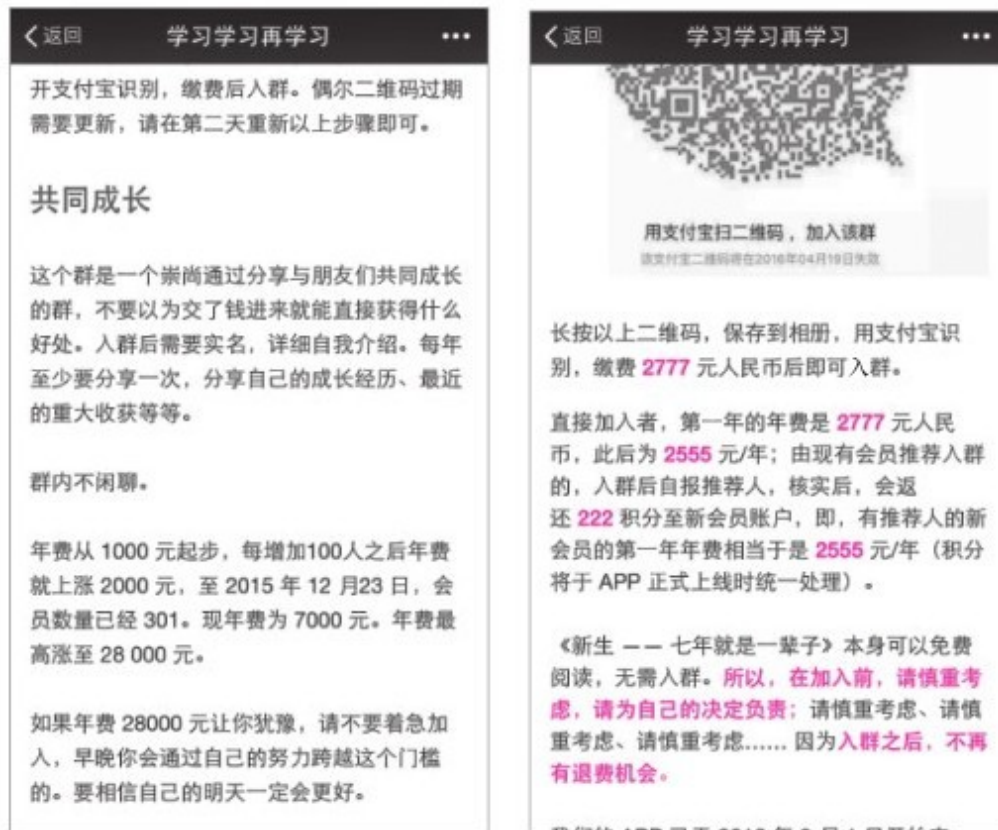 返回 学习学习再学习 •••
开支付宝识别，缴费后入群。偶尔二维码过期
需要更新，请在第二天重新以上步骤即可。
共同成长
这个群是一个崇尚通过分享与朋友们共同成长
的群，不要以为交了钱进来就能直接获得什么
好处。入群后需要实名，详细自我介绍。每年
至少要分享一次，分享自己的成长经历、最近
的重大收获等等。
群内不闲聊。
年费从 1000 元起步，每增加100人之后年费
就上涨 2000 元，至 2015 年 12 月23 日，会
员数量已经 301。现年费为 7000 元。年费最
高涨至 28 000 元。
如果年费 28000 元让你犹豫，请不要着急加
入，早晚你会通过自己的努力跨越这个门槛
的。要相信自己的明天一定会更好。
返回 学习学习再学习 •••
用支付宝扫二维码，加入该群
该支付宝二维码将在2016年04月19日失效
长按以上二维码，保存到相册，用支付宝识
别，缴费 2777 元人民币后即可入群。
直接加入者，第一年的年费是 2777 元人民
币，此后为 2555 元/年；由现有会员推荐入群
的，入群后自报推荐人，核实后，会返
还 222 积分至新会员账户，即，有推荐人的新
会员的第一年年费相当于是 2555 元/年（积分
将于 APP 正式上线时统一处理）。
《新生 —— 七年就是一辈子》本身可以免费
阅读，无需入群。所以，在加入前，请慎重考
虑，请为自己的决定负责；请慎重考虑、请慎
重考虑、请慎重考虑...... 因为入群之后，不再
有退费机会。